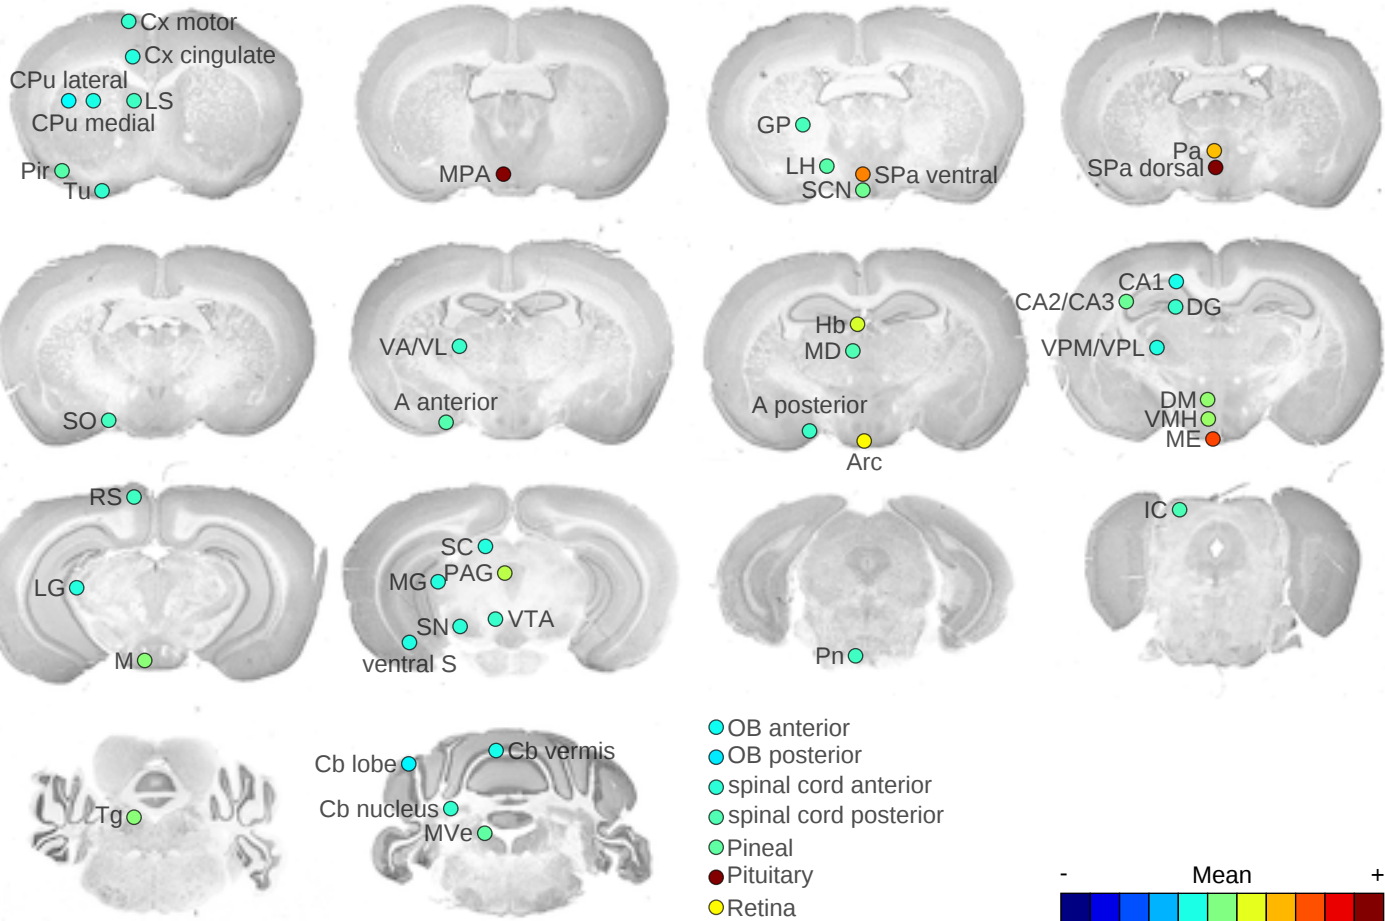 Cx motor
Cx cingulate
CPu lateral
LS
CPu medial
Pir
Tu
MPA
GP
LH
SPa ventral
SCN
Pa
SPa dorsal
SO
VA/VL
A anterior
Hb
MD
A posterior
Arc
CA1
CA2/CA3
DG
VPM/VPL
DM
VMH
ME
RS
LG
M
SC
MG
PAG
SN
VTA
ventral S
Pn
IC
Tg
Cb lobe
Cb vermis
Cb nucleus
MVe
OB anterior
OB posterior
spinal cord anterior
spinal cord posterior
Pineal
Pituitary
Retina
- Mean +